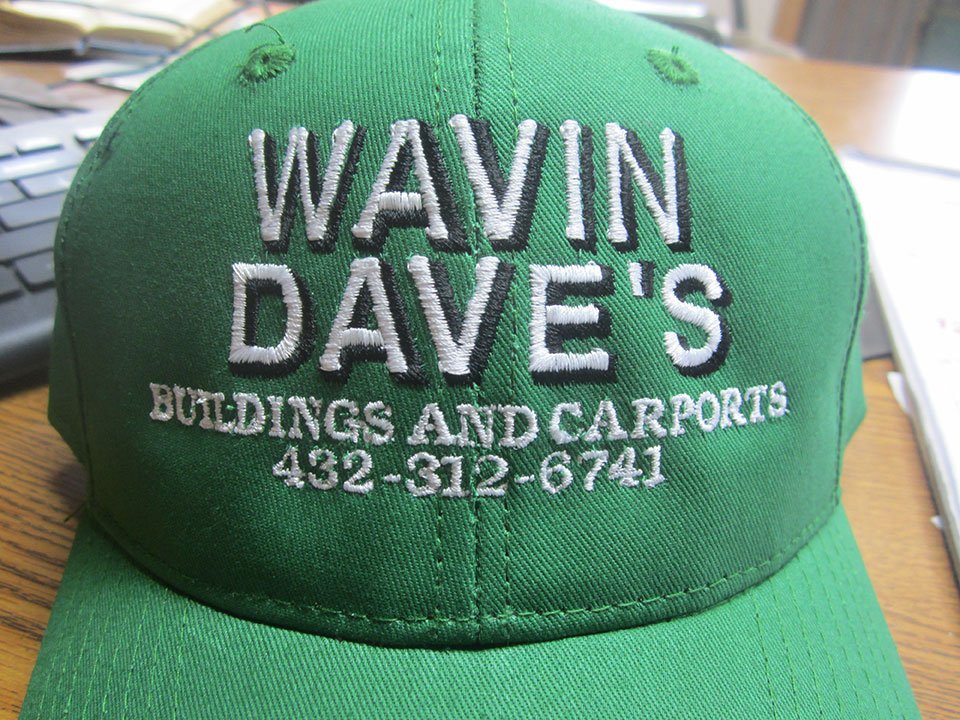 WAVIN
DAVE'S
BUILDINGS AND CARPORTS
432-312-6741